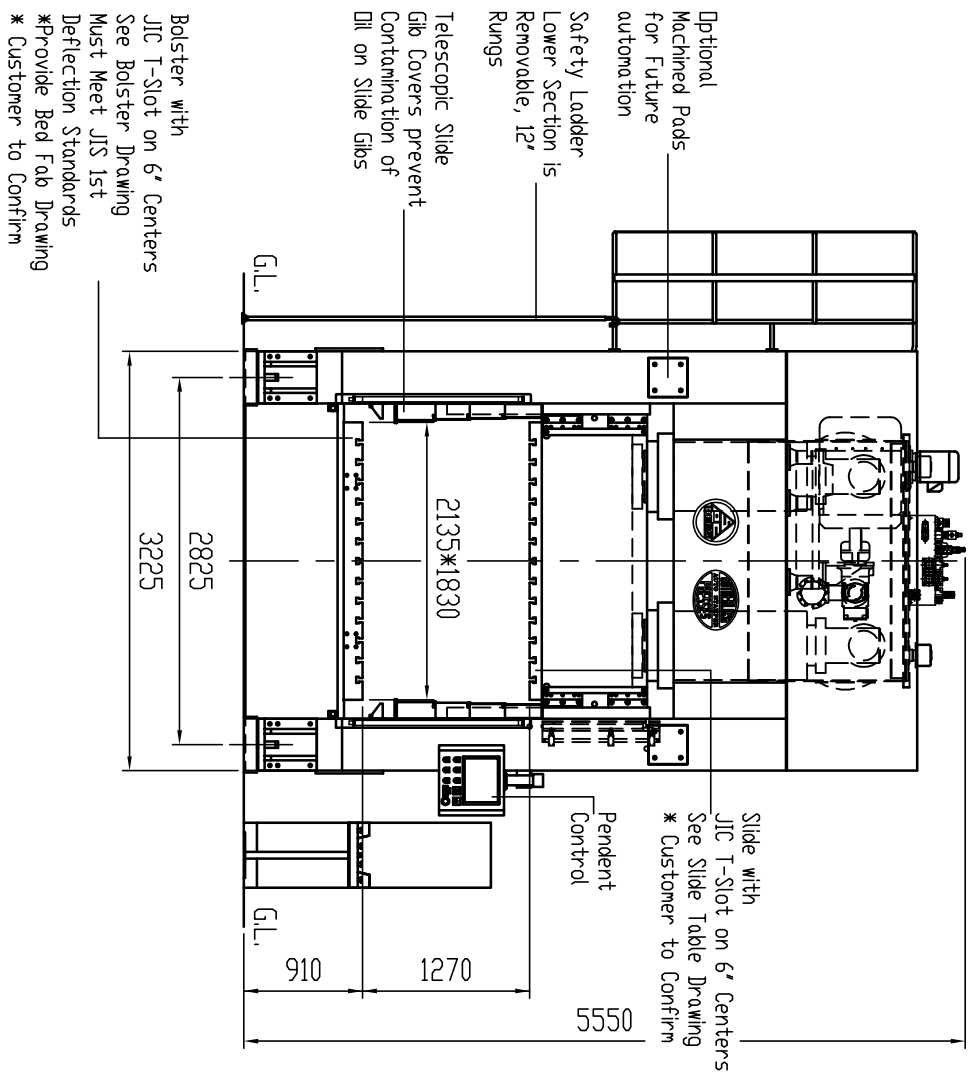 Optional
Machined Pads
for Future
automation
Safety Ladder
Lower Section is
Removable, 12"
Rungs
Telescopic Slide
Gib Covers prevent
Contamination of
Oil on Slide Gibs
Bolster with
JIC T-Slot on 6" Centers
See Bolster Drawing
Must Meet JIS 1st
Deflection Standards
*Provide Bed Fab Drawing
* Customer to Confirm
G.L.
2135*1830
2825
3225
PRESS
Slide with
JIC T-Slot on 6" Centers
See Slide Table Drawing
* Customer to Confirm
Pendent
Control
G.L.
910
1270
5550